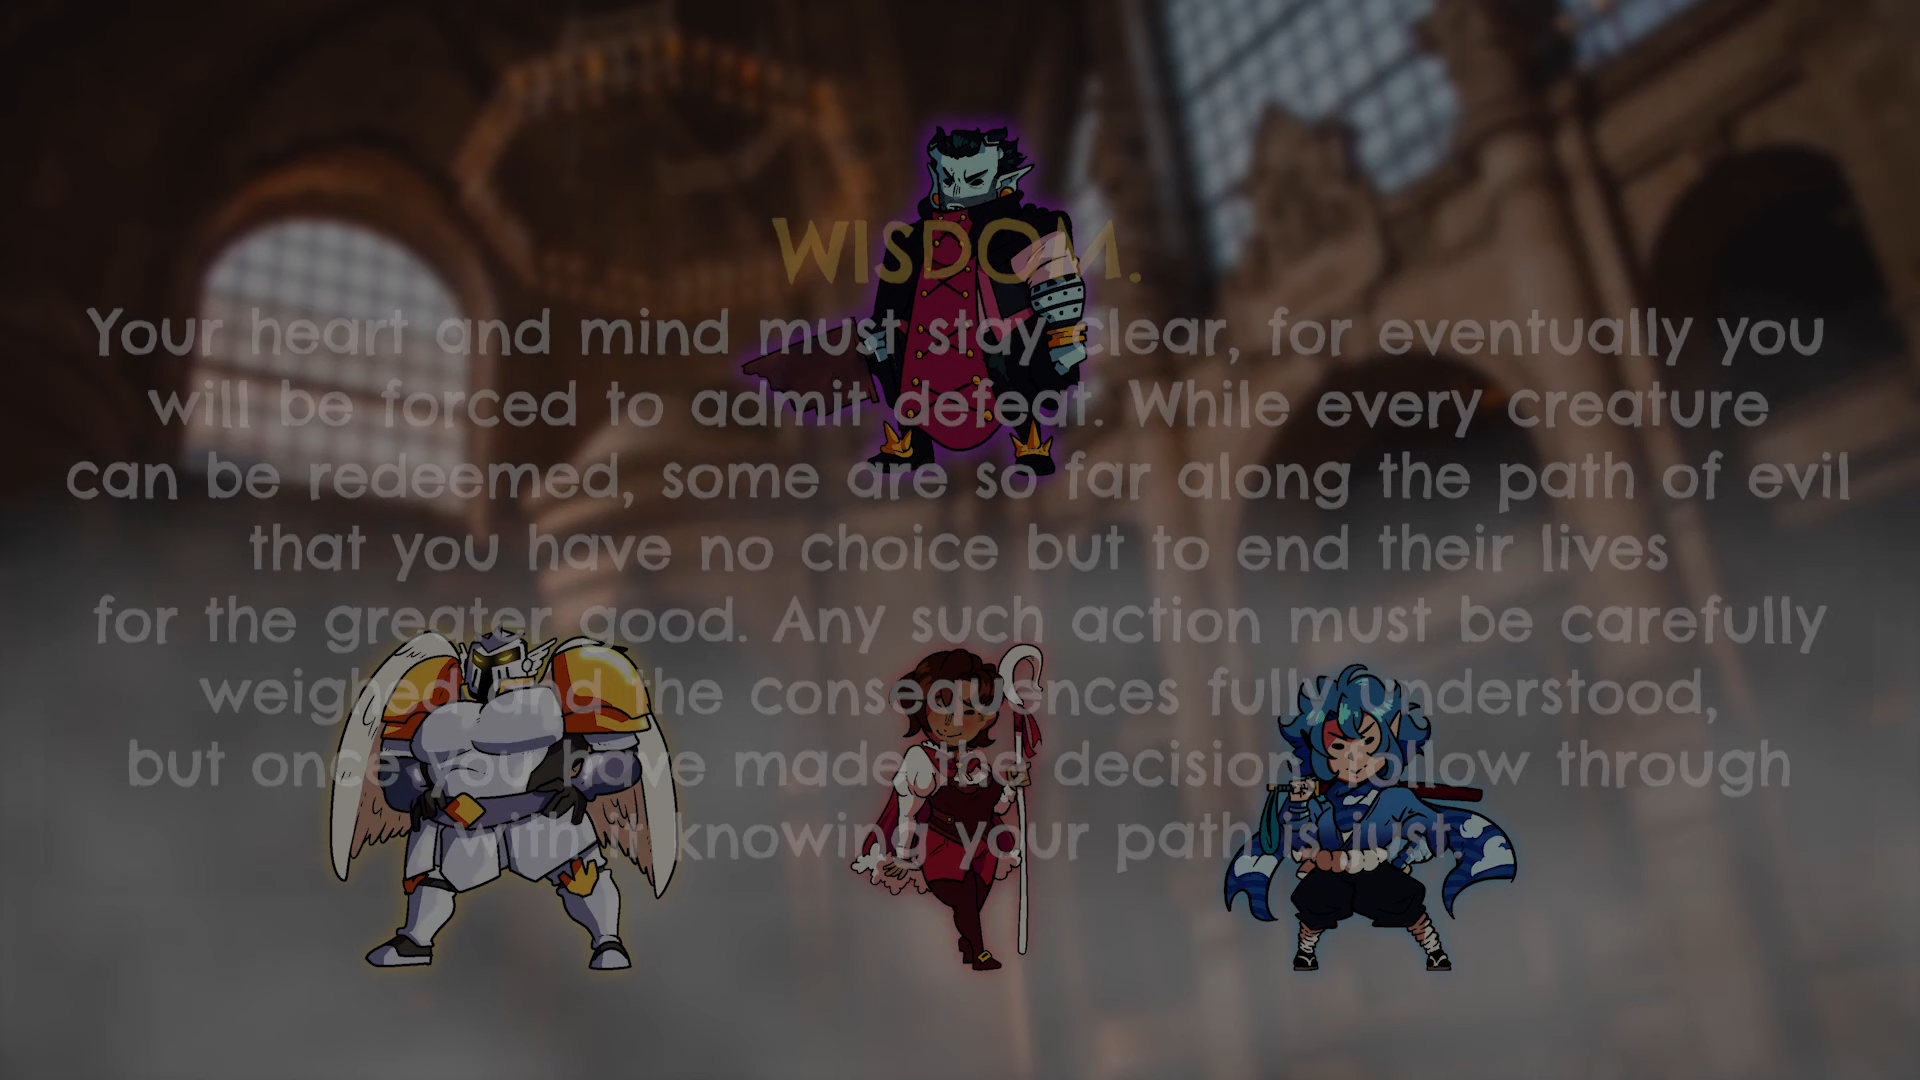 WISDOM.
Your heart and mind must stay clear, for eventually you
will be forced to admit defeat. While every creature
can be redeemed, some are so far along the path of evil
that you have no choice but to end their lives
for the greater good. Any such action must be carefully
weighed and the consequences fully understood,
but once you have made the decision, follow through
with it knowing your path is just.